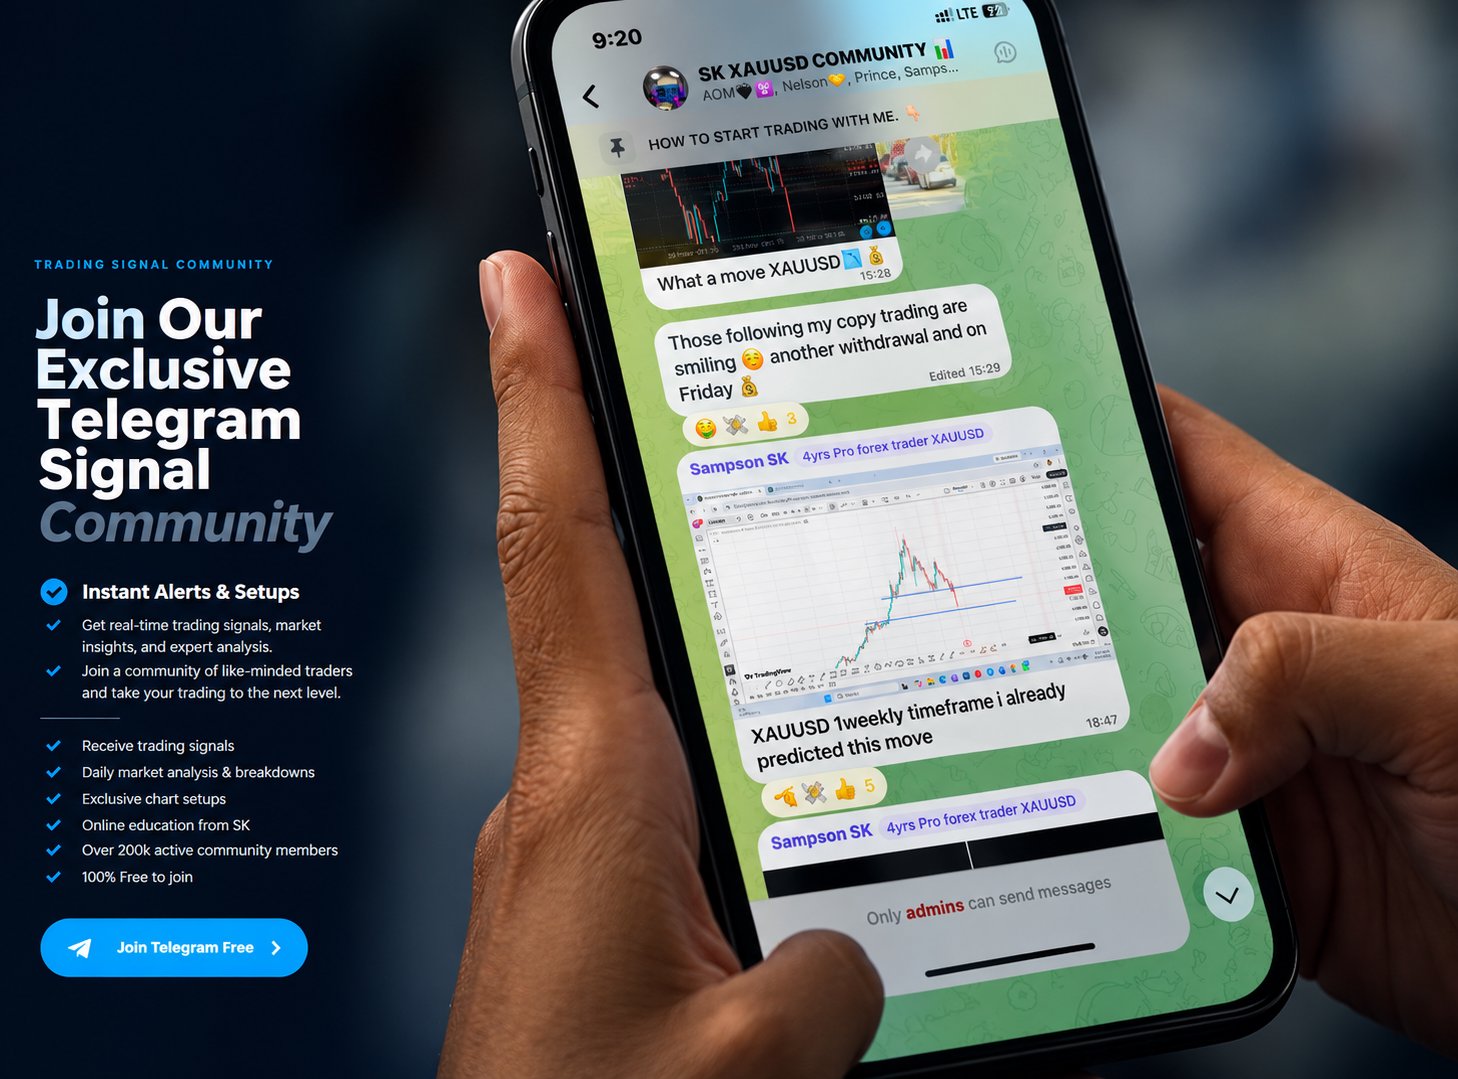 TRADING SIGNAL COMMUNITY
Join Our
Exclusive
Telegram
Signal
Community
Instant Alerts & Setups
Get real-time trading signals, market
insights, and expert analysis.
Join a community of like-minded traders
and take your trading to the next level.
Receive trading signals
Daily market analysis & breakdowns
Exclusive chart setups
Online education from SK
Over 200k active community members
100% Free to join
Join Telegram Free
9:20
LTE
SK XAUUSD COMMUNITY
AOM🖤, Nelson🤝, Prince, Samps...
HOW TO START TRADING WITH ME. 👇🏻
What a move XAUUSD📉💰
15:28
Those following my copy trading are
smiling ☺️ another withdrawal and on
Friday 💰
Edited 15:29
3
Sampson SK 4yrs Pro forex trader XAUUSD
TradingView
XAUUSD 1weekly timeframe i already
predicted this move
18:47
5
Sampson SK 4yrs Pro forex trader XAUUSD
Only admins can send messages